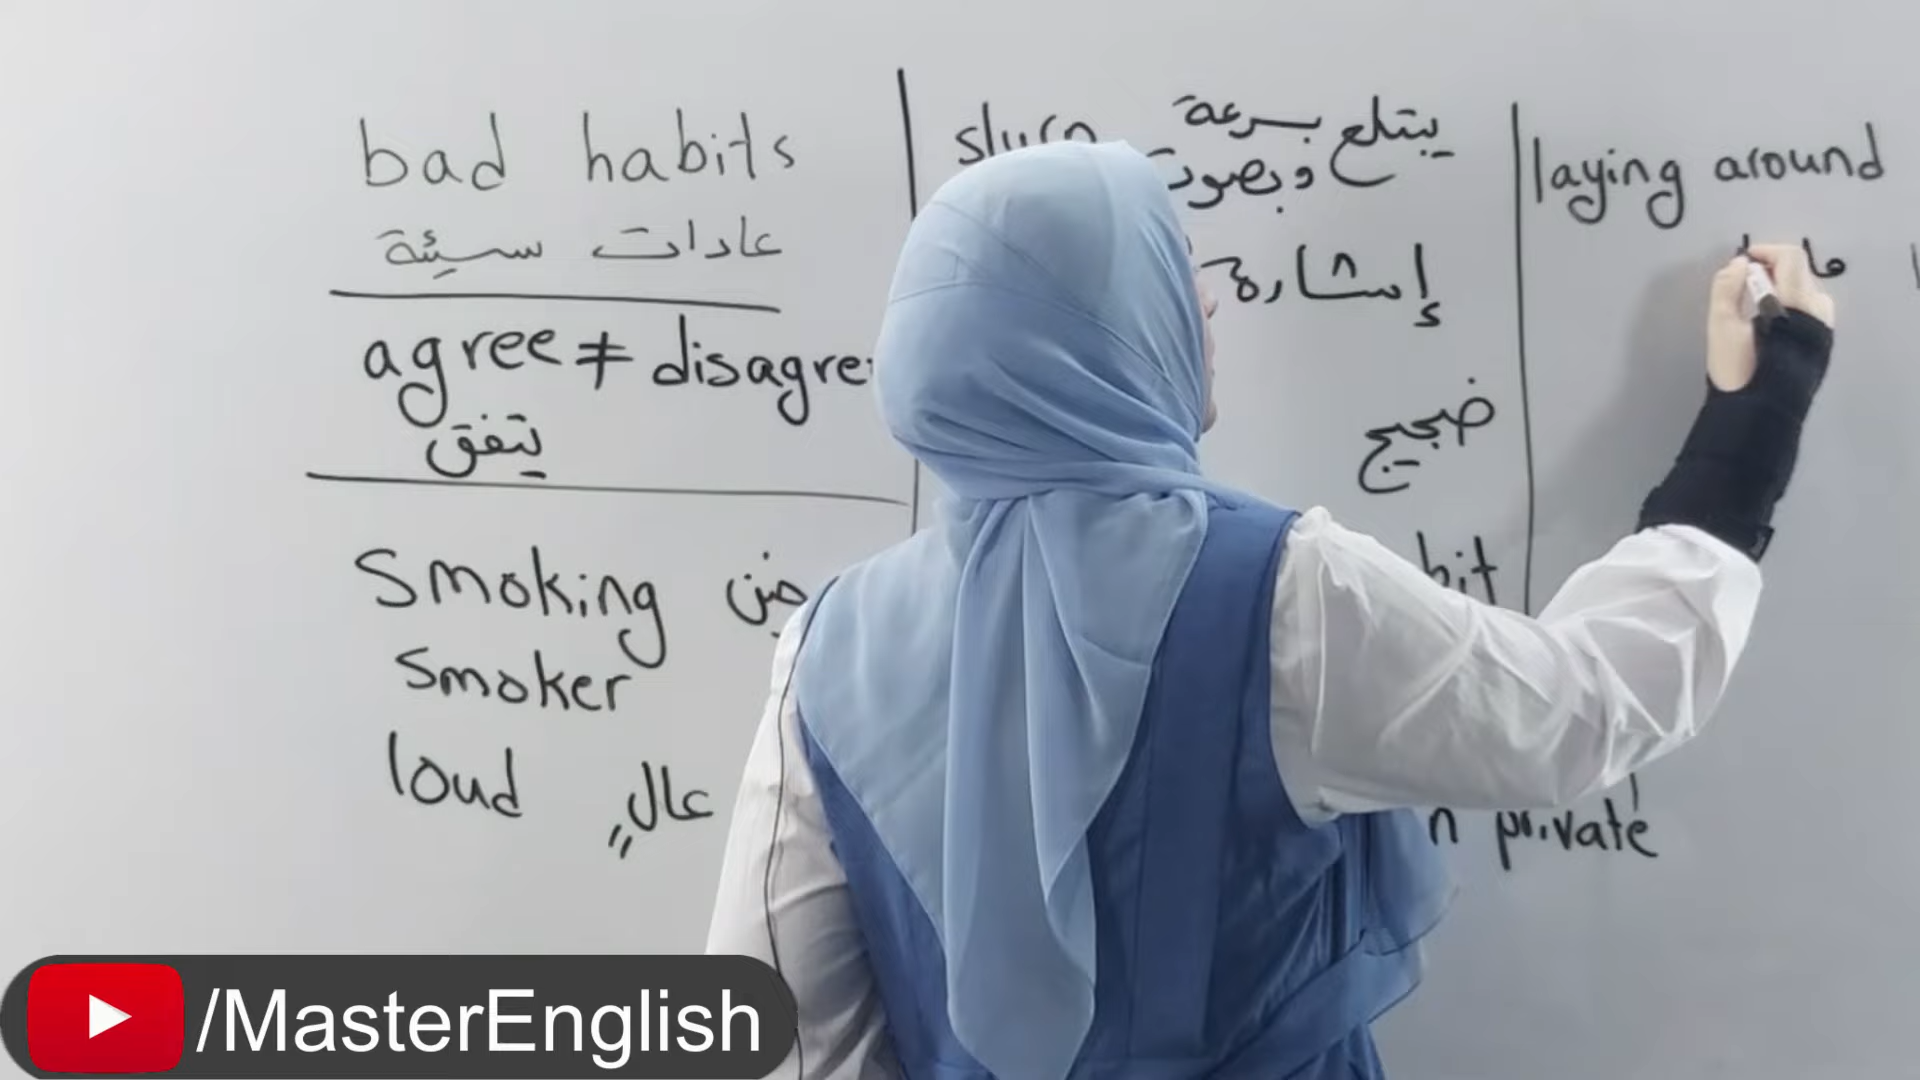 bad habits
عادات سيئة
agree ≠ disagree
يتفق
smoking
smoker
loud عالٍ
slurp يبتلع بسرعة
وبصوت
إشارة
ضجيج
private
laying around
/MasterEnglish